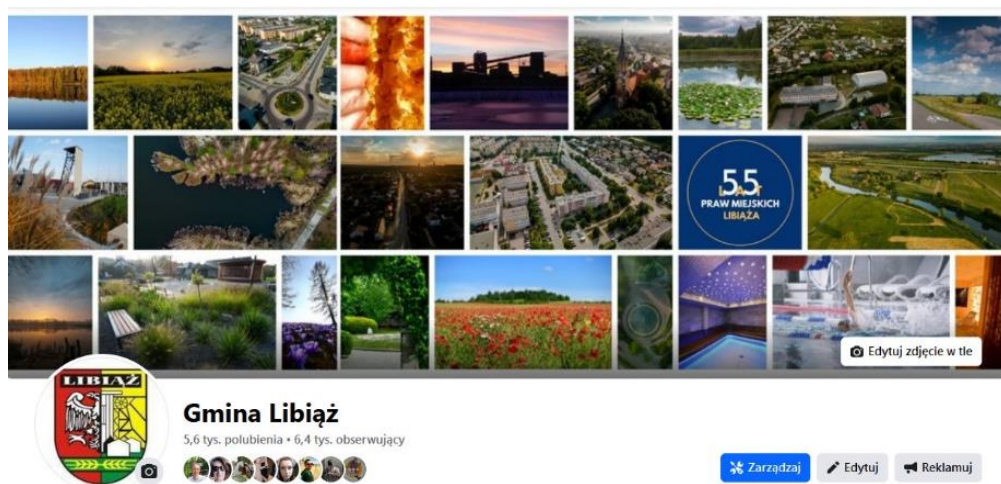 55
LAT
PRAW MIEJSKICH
LIBIĄŻA
Edytuj zdjęcie w tle
LIBIĄŻ
Gmina Libiąż
5,6 tys. polubienia • 6,4 tys. obserwujący
Zarządzaj
Edytuj
Reklamuj